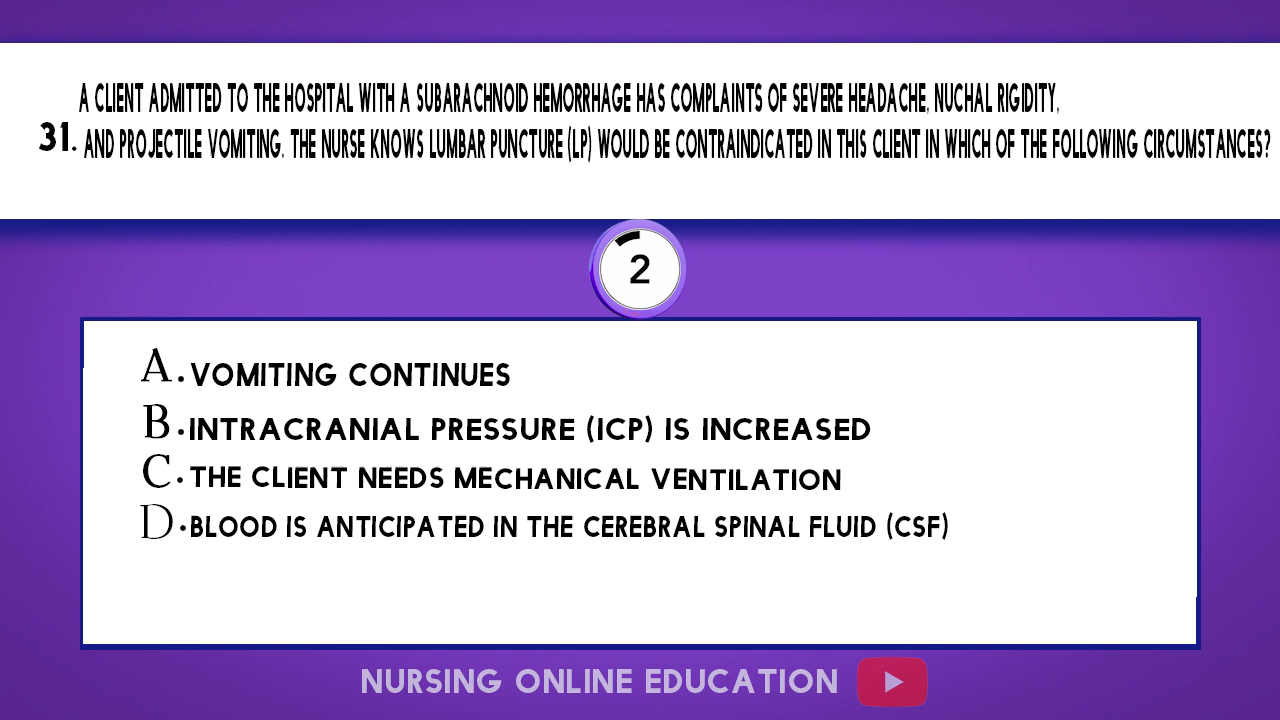 A CLIENT ADMITTED TO THE HOSPITAL WITH A SUBARACHNOID HEMORRHAGE HAS COMPLAINTS OF SEVERE HEADACHE, NUCHAL RIGIDITY,
31. AND PROJECTILE VOMITING. THE NURSE KNOWS LUMBAR PUNCTURE (LP) WOULD BE CONTRAINDICATED IN THIS CLIENT IN WHICH OF THE FOLLOWING CIRCUMSTANCES?
2
A. VOMITING CONTINUES
B. INTRACRANIAL PRESSURE (ICP) IS INCREASED
C. THE CLIENT NEEDS MECHANICAL VENTILATION
D. BLOOD IS ANTICIPATED IN THE CEREBRAL SPINAL FLUID (CSF)
NURSING ONLINE EDUCATION